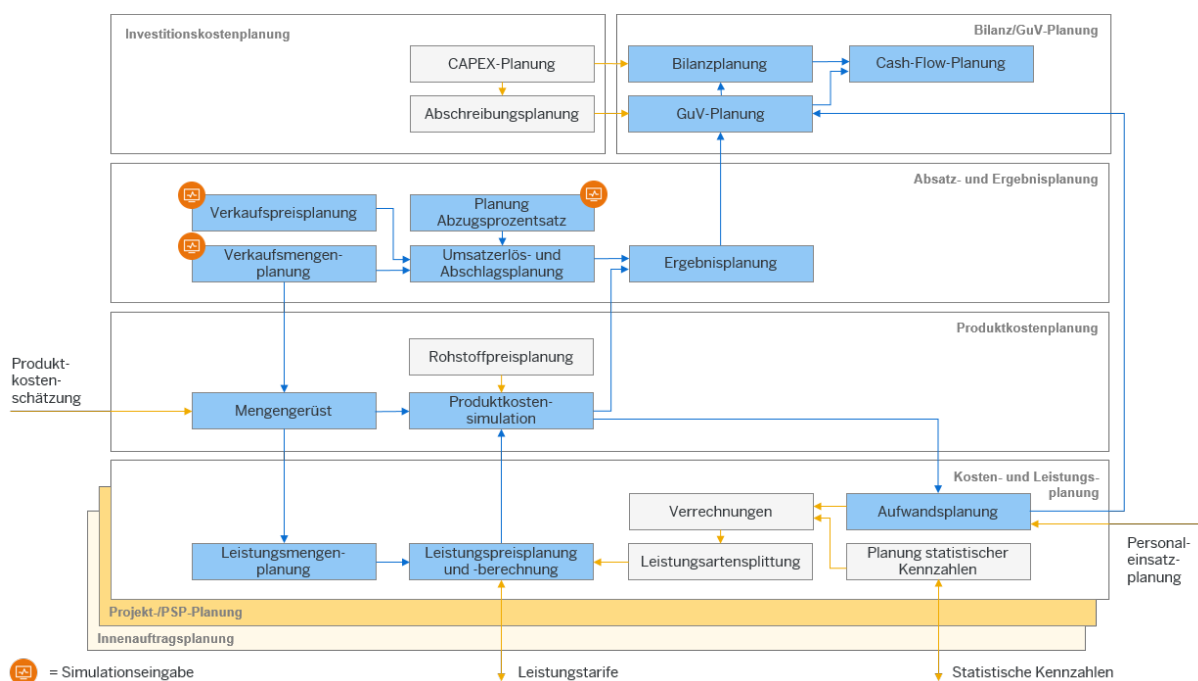 Investitionskostenplanung
Bilanz/GuV-Planung
CAPEX-Planung
Bilanzplanung
Cash-Flow-Planung
Abschreibungsplanung
GuV-Planung
Absatz- und Ergebnisplanung
Verkaufspreisplanung
Planung
Abzugsprozentsatz
Verkaufsmengen-
planung
Umsatzerlös- und
Abschlagsplanung
Ergebnisplanung
Produktkostenplanung
Produkt-
kosten-
schätzung
Rohstoffpreisplanung
Mengengerüst
Produktkosten-
simulation
Kosten- und Leistungs-
planung
Verrechnungen
Aufwandsplanung
Leistungsmengen-
planung
Leistungspreisplanung
und -berechnung
Leistungsartensplittung
Planung statistischer
Kennzahlen
Personal-
einsatz-
planung
Projekt-/PSP-Planung
Innenauftragsplanung
= Simulationseingabe
Leistungstarife
Statistische Kennzahlen